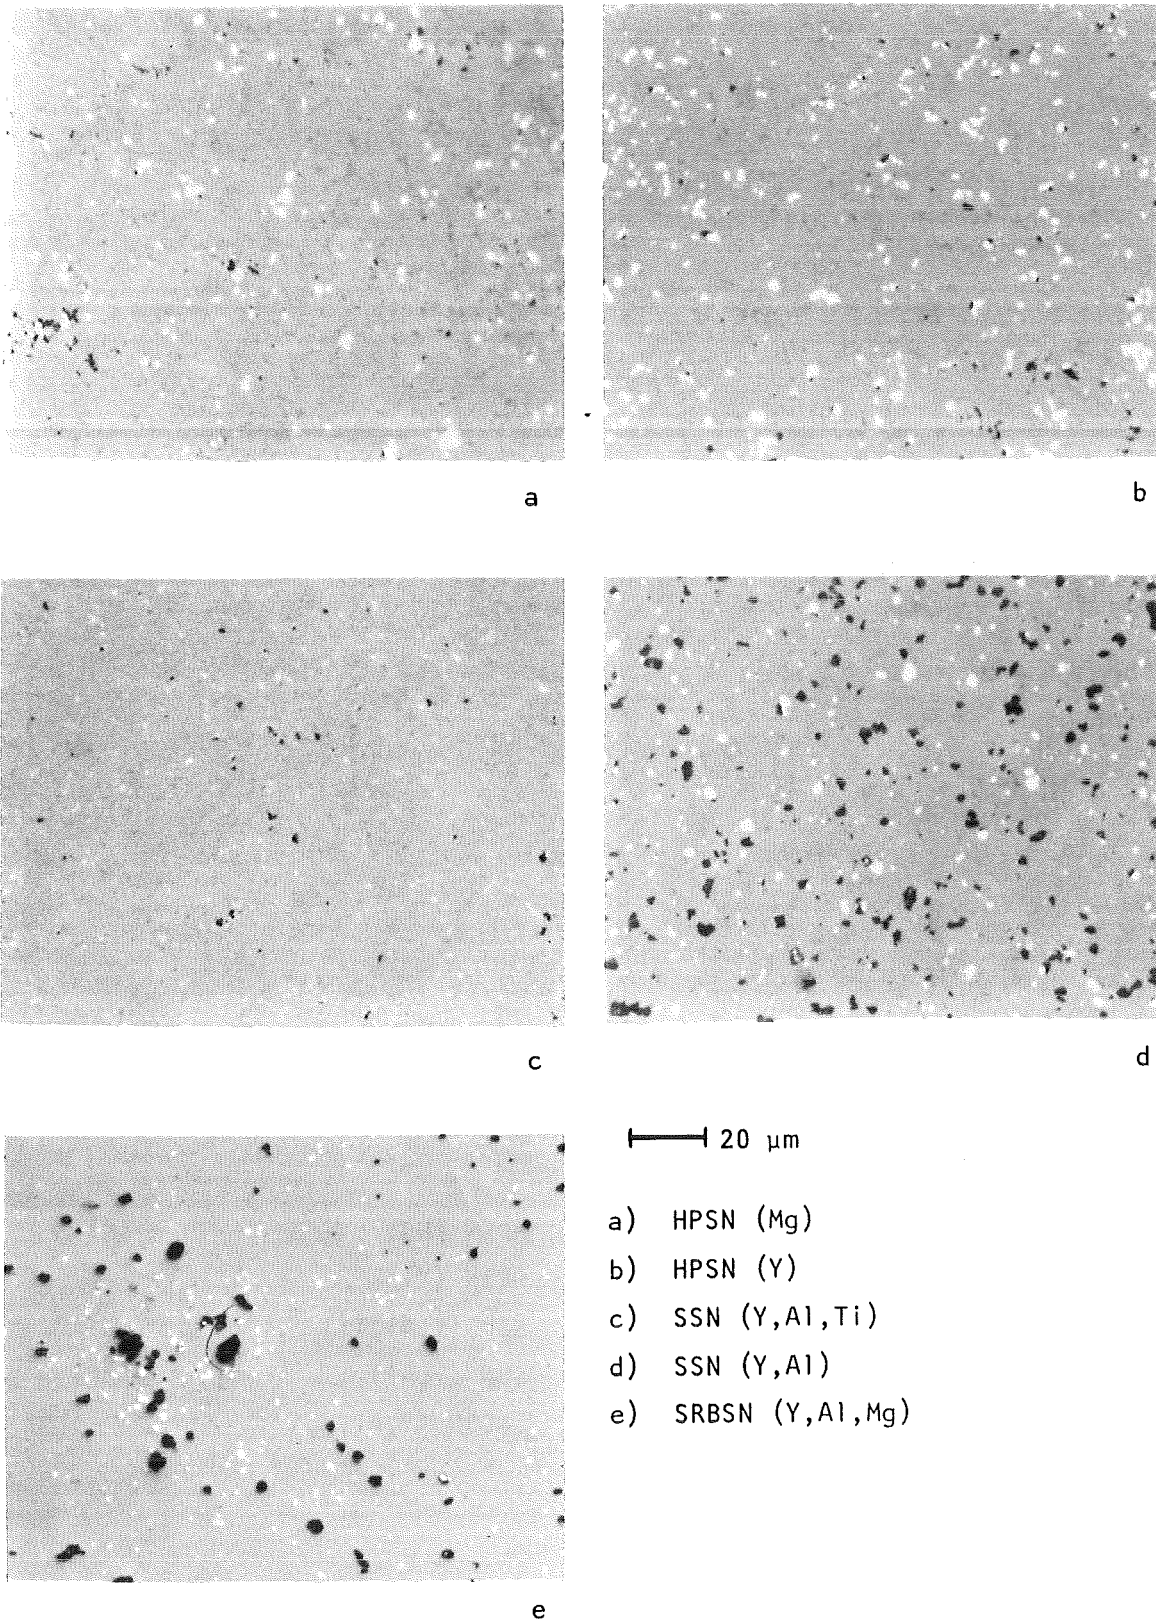 a
b
c
d
e
20 µm
a) HPSN (Mg)
b) HPSN (Y)
c) SSN (Y,Al,Ti)
d) SSN (Y,Al)
e) SRBSN (Y,Al,Mg)